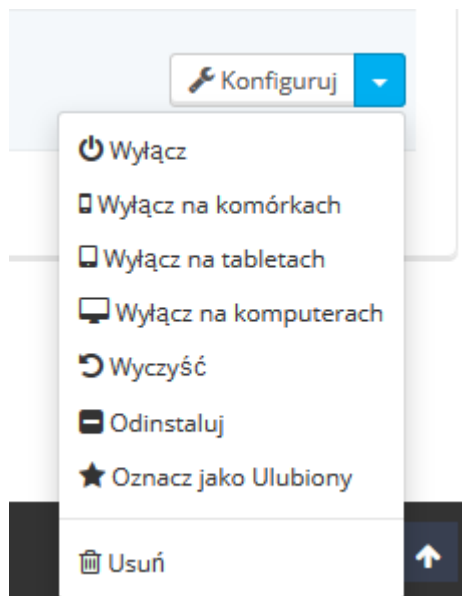 Konfiguruj
Wyłącz
Wyłącz na komórkach
Wyłącz na tabletach
Wyłącz na komputerach
Wyczyść
Odinstaluj
Oznacz jako Ulubiony
Usuń